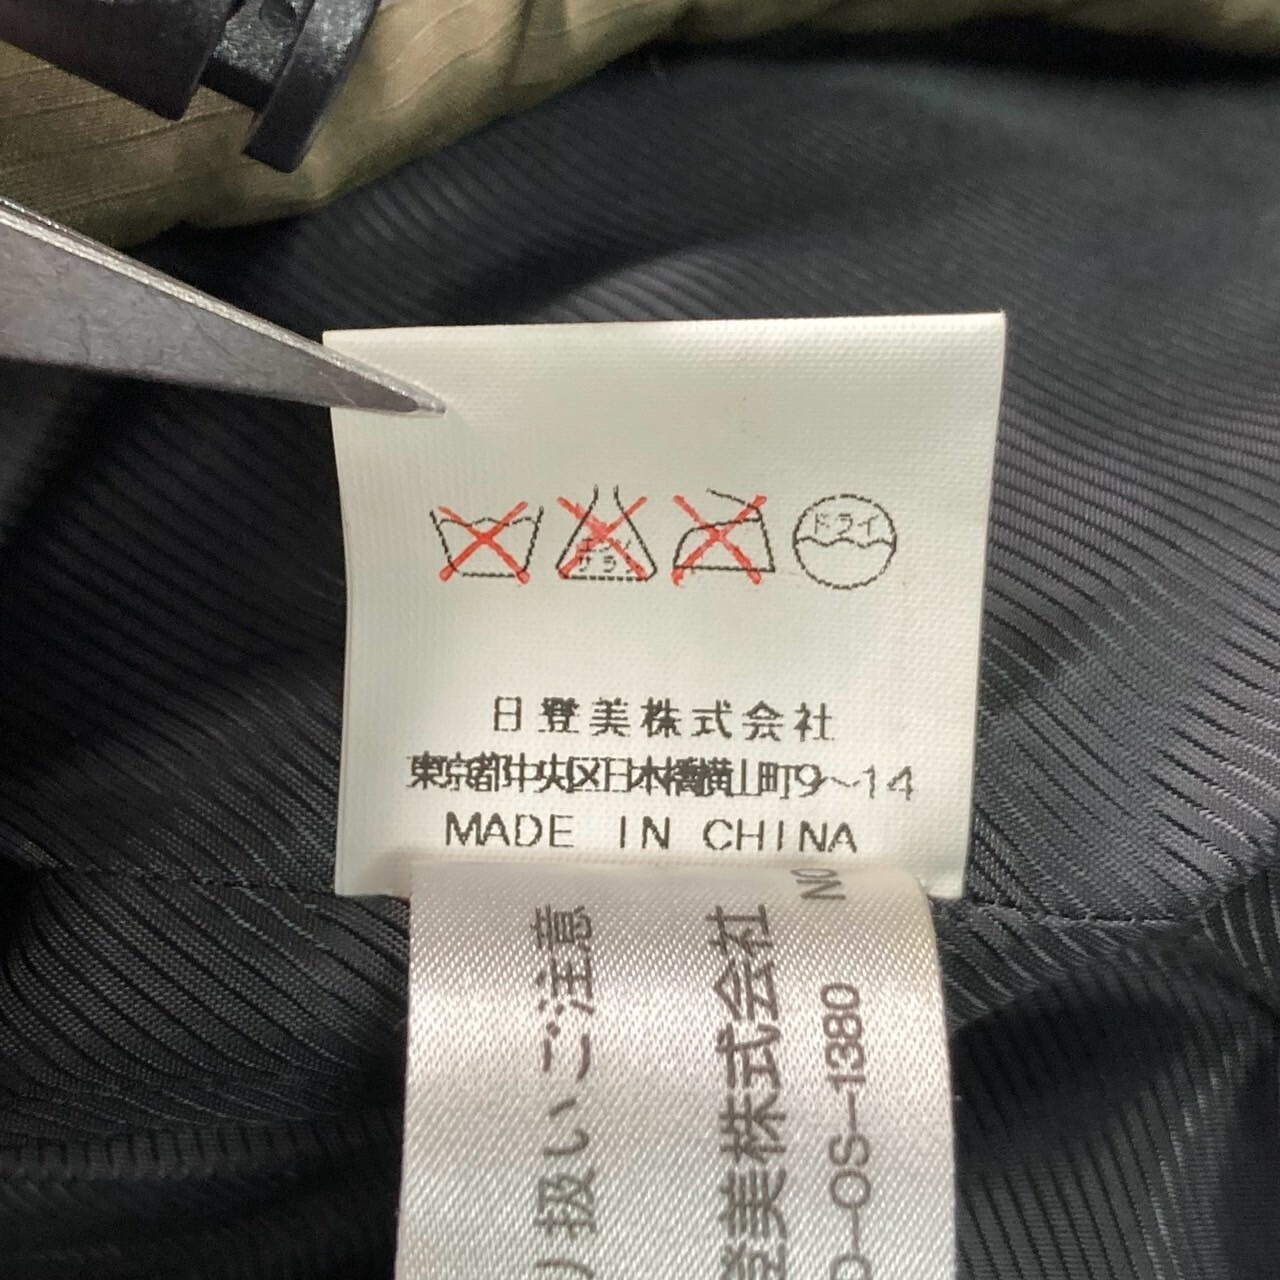 ドライ
日登美株式会社
東京都中央区日本橋横山町9~14
MADE IN CHINA
り扱いご注意
登美株式会社
NO
D-OS-1380